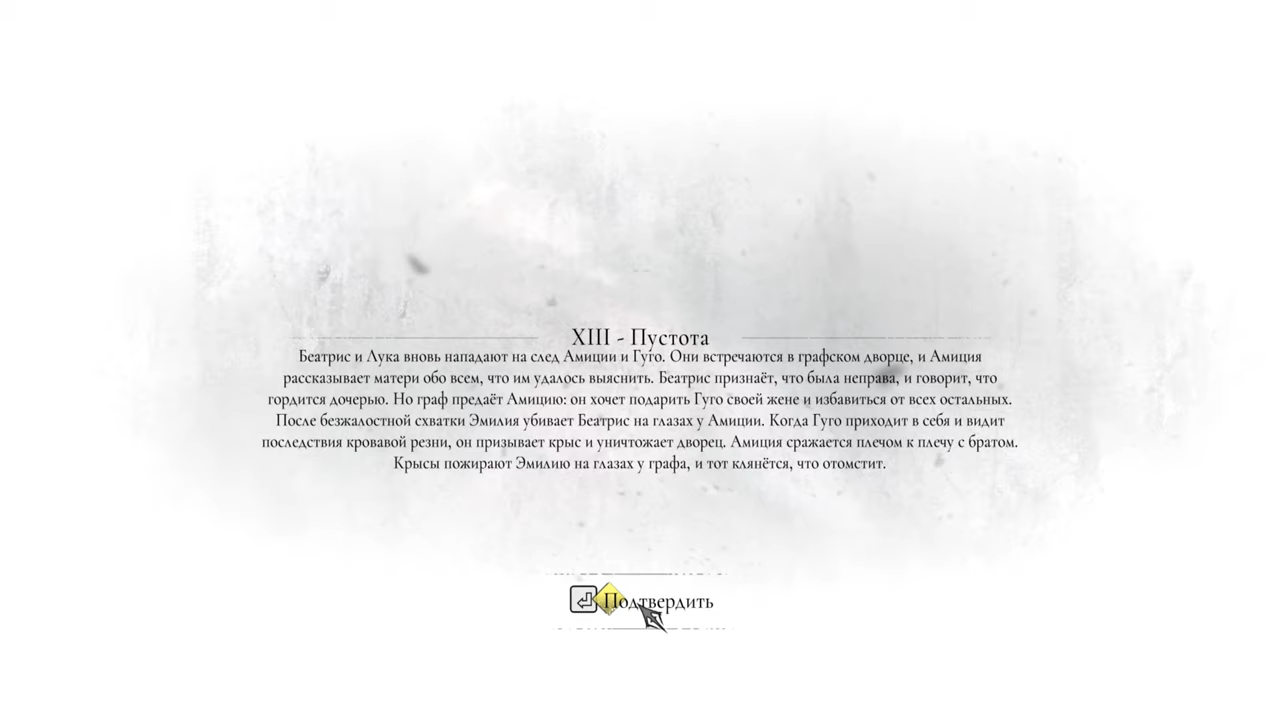 XIII - Пустота
Беатрис и Лука вновь нападают на след Амиции и Гуго. Они встречаются в графском дворце, и Амиция
рассказывает матери обо всем, что им удалось выяснить. Беатрис признаёт, что была неправа, и говорит, что
гордится дочерью. Но граф предаёт Амицию: он хочет подарить Гуго своей жене и избавиться от всех остальных.
После безжалостной схватки Эмилия убивает Беатрис на глазах у Амиции. Когда Гуго приходит в себя и видит
последствия кровавой резни, он призывает крыс и уничтожает дворец. Амиция сражается плечом к плечу с братом.
Крысы пожирают Эмилию на глазах у графа, и тот клянётся, что отомстит.
Подтвердить